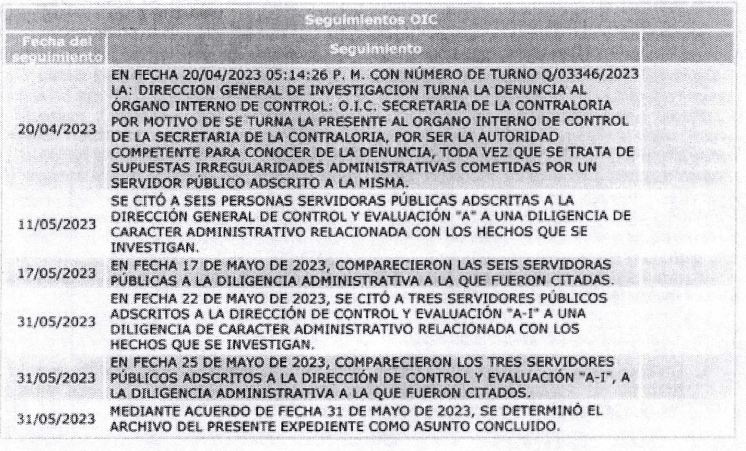 Seguimientos OIC
Fecha del seguimiento
Seguimiento
20/04/2023
EN FECHA 20/04/2023 05:14:26 P. M. CON NÚMERO DE TURNO Q/03346/2023
LA: DIRECCION GENERAL DE INVESTIGACION TURNA LA DENUNCIA AL
ÓRGANO INTERNO DE CONTROL: O.I.C. SECRETARIA DE LA CONTRALORIA
POR MOTIVO DE SE TURNA LA PRESENTE AL ORGANO INTERNO DE CONTROL
DE LA SECRETARIA DE LA CONTRALORIA, POR SER LA AUTORIDAD
COMPETENTE PARA CONOCER DE LA DENUNCIA, TODA VEZ QUE SE TRATA DE
SUPUESTAS IRREGULARIDADES ADMINISTRATIVAS COMETIDAS POR UN
SERVIDOR PÚBLICO ADSCRITO A LA MISMA.
11/05/2023
SE CITÓ A SEIS PERSONAS SERVIDORAS PÚBLICAS ADSCRITAS A LA
DIRECCIÓN GENERAL DE CONTROL Y EVALUACIÓN "A" A UNA DILIGENCIA DE
CARACTER ADMINISTRATIVO RELACIONADA CON LOS HECHOS QUE SE
INVESTIGAN.
17/05/2023
EN FECHA 17 DE MAYO DE 2023, COMPARECIERON LAS SEIS SERVIDORAS
PÚBLICAS A LA DILIGENCIA ADMINISTRATIVA A LA QUE FUERON CITADAS.
31/05/2023
EN FECHA 22 DE MAYO DE 2023, SE CITÓ A TRES SERVIDORES PÚBLICOS
ADSCRITOS A LA DIRECCIÓN DE CONTROL Y EVALUACIÓN "A-I" A UNA
DILIGENCIA DE CARACTER ADMINISTRATIVO RELACIONADA CON LOS
HECHOS QUE SE INVESTIGAN.
31/05/2023
EN FECHA 25 DE MAYO DE 2023, COMPARECIERON LOS TRES SERVIDORES
PÚBLICOS ADSCRITOS A LA DIRECCIÓN DE CONTROL Y EVALUACIÓN "A-I", A
LA DILIGENCIA ADMINISTRATIVA A LA QUE FUERON CITADOS.
31/05/2023
MEDIANTE ACUERDO DE FECHA 31 DE MAYO DE 2023, SE DETERMINÓ EL
ARCHIVO DEL PRESENTE EXPEDIENTE COMO ASUNTO CONCLUIDO.